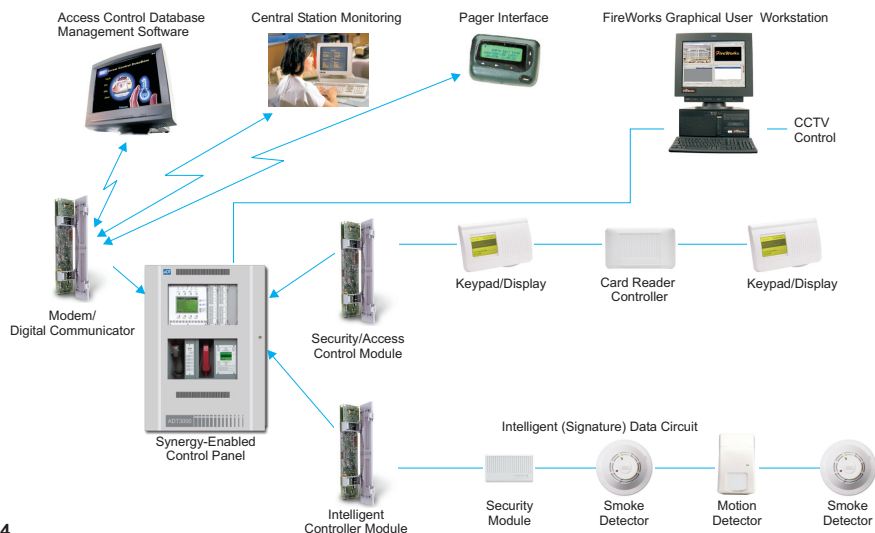 Access Control Database
Management Software
Central Station Monitoring
Pager Interface
FireWorks Graphical User Workstation
CCTV
Control
FireWorks
Modem/
Digital Communicator
Security/Access
Control Module
Keypad/Display
Card Reader
Controller
Keypad/Display
ADT3000
Synergy-Enabled
Control Panel
Intelligent (Signature) Data Circuit
Intelligent
Controller Module
Security
Module
Smoke
Detector
Motion
Detector
Smoke
Detector
4